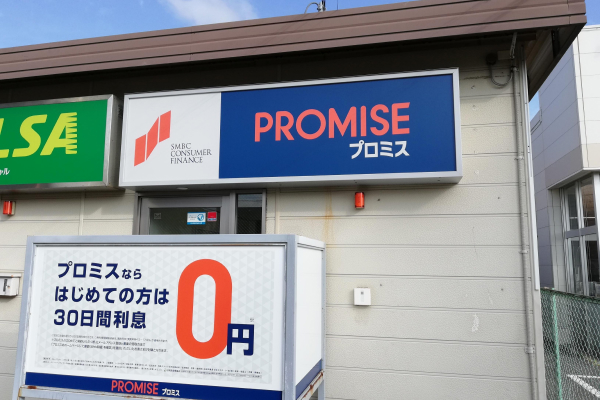 LSA
SMBC
CONSUMER
FINANCE
PROMISE
プロミス
プロミスなら
はじめての方は
30日間利息
0円
PROMISE プロミス